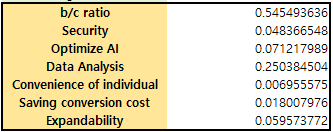 b/c ratio 0.545493636
Security 0.048366548
Optimize AI 0.071217989
Data Analysis 0.250384504
Convenience of individual 0.006955575
Saving conversion cost 0.018007976
Expandability 0.059573772